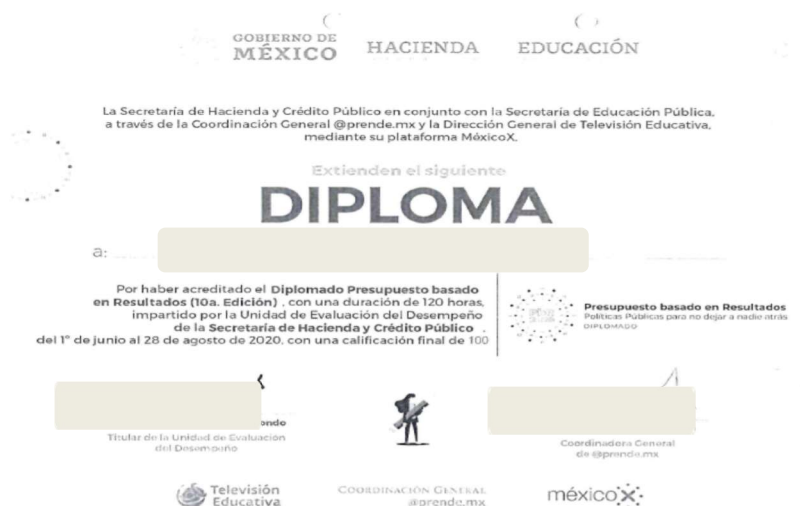 GOBIERNO DE
MÉXICO
HACIENDA
EDUCACIÓN
La Secretaría de Hacienda y Crédito Público en conjunto con la Secretaría de Educación Pública,
a través de la Coordinación General @prende.mx y la Dirección General de Televisión Educativa,
mediante su plataforma MéxicoX,
Extienden el siguiente
DIPLOMA
a:
Por haber acreditado el Diplomado Presupuesto basado
en Resultados (10a. Edición) , con una duración de 120 horas,
impartido por la Unidad de Evaluación del Desempeño
de la Secretaría de Hacienda y Crédito Público .
del 1° de junio al 28 de agosto de 2020, con una calificación final de 100
Presupuesto basado en Resultados
Políticas Públicas para no dejar a nadie atrás
DIPLOMADO
ondo
Titular de la Unidad de Evaluación
del Desempeño
Coordinadora General
de @prende.mx
Televisión
Educativa
COORDINACIÓN GENERAL
@prende.mx
méxicoX